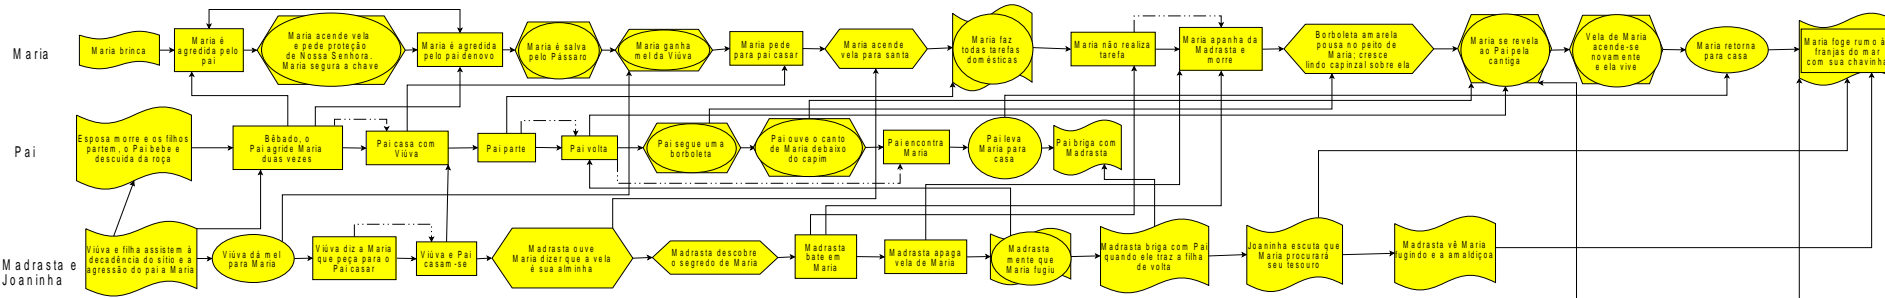 Maria
Maria brinca
Maria é
agredida pelo
pai
Maria acende vela
e pede proteção
de Nossa Senhora.
Maria segura a chave
Maria é agredida
pelo pai denovo
Maria é salva
pelo Pássaro
Maria ganha
mel da Viúva
Maria pede
para pai casar
Maria acende
vela para santa
Maria faz
todas tarefas
domésticas
Maria não realiza
tarefa
Maria apanha da
Madrasta e
morre
Borboleta amarela
pousa no peito de
Maria; cresce
lindo capinzal sobre ela
Maria se revela
ao Pai pela
cantiga
Vela de Maria
acende-se
novamente
e ela vive
Maria retorna
para casa
Maria foge rumo à
franjas do mar
com sua chavinha
Pai
Esposa morre e os filhos
partem, o Pai bebe e
descuida da roça
Bêbado, o
Pai agride Maria
duas vezes
Pai casa com
Viúva
Pai parte
Pai volta
Pai segue uma
borboleta
Pai ouve o canto
de Maria debaixo
do capim
Pai encontra
Maria
Pai leva
Maria para
casa
Pai briga com
Madrasta
Madrasta e
Joaninha
Viúva e filha assistem à
decadência do sítio e à
agressão do pai a Maria
Viúva dá mel
para Maria
Viúva diz a Maria
que peça para o
Pai casar
Viúva e Pai
casam-se
Madrasta ouve
Maria dizer que a vela
é sua alminha
Madrasta descobre
o segredo de Maria
Madrasta
bate em
Maria
Madrasta apaga
vela de Maria
Madrasta
mente que
Maria fugiu
Madrasta briga com Pai
quando ele traz a filha
de volta
Joaninha escuta que
Maria procurará
seu tesouro
Madrasta vê Maria
fugindo e a amaldiçoa